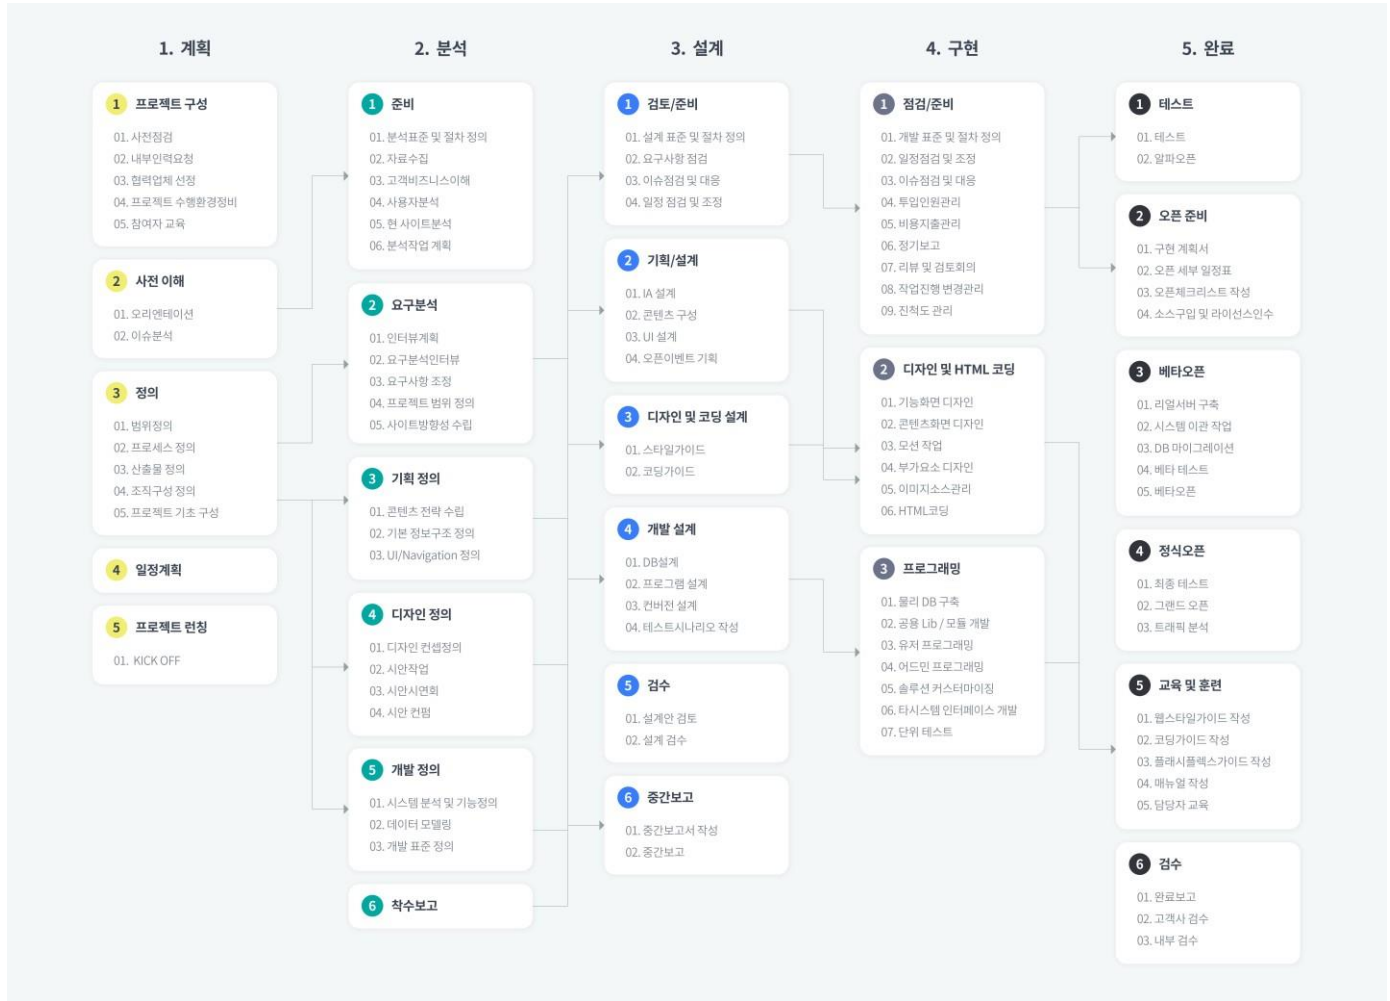 1. 계획
1 프로젝트 구성
01. 사전점검
02. 내부인력요청
03. 협력업체 선정
04. 프로젝트 수행환경정비
05. 참여자 교육
2 사전 이해
01. 오리엔테이션
02. 이슈분석
3 정의
01. 범위정의
02. 프로세스 정의
03. 산출물 정의
04. 조직구성 정의
05. 프로젝트 기초 구성
4 일정계획
5 프로젝트 런칭
01. KICK OFF
2. 분석
1 준비
01. 분석표준 및 절차 정의
02. 자료수집
03. 고객비즈니스이해
04. 사용자분석
05. 현 사이트분석
06. 분석작업 계획
2 요구분석
01. 인터뷰계획
02. 요구분석인터뷰
03. 요구사항 조정
04. 프로젝트 범위 정의
05. 사이트방향성 수립
3 기획 정의
01. 콘텐츠 전략 수립
02. 기본 정보구조 정의
03. UI/Navigation 정의
4 디자인 정의
01. 디자인 컨셉정의
02. 시안작업
03. 시안시연회
04. 시안 컨펌
5 개발 정의
01. 시스템 분석 및 기능정의
02. 데이터 모델링
03. 개발 표준 정의
6 착수보고
3. 설계
1 검토/준비
01. 설계 표준 및 절차 정의
02. 요구사항 점검
03. 이슈점검 및 대응
04. 일정 점검 및 조정
2 기획/설계
01. IA 설계
02. 콘텐츠 구성
03. UI 설계
04. 오픈이벤트 기획
3 디자인 및 코딩 설계
01. 스타일가이드
02. 코딩가이드
4 개발 설계
01. DB설계
02. 프로그램 설계
03. 컨버전 설계
04. 테스트시나리오 작성
5 검수
01. 설계안 검토
02. 설계 검수
6 중간보고
01. 중간보고서 작성
02. 중간보고
4. 구현
1 점검/준비
01. 개발 표준 및 절차 정의
02. 일정점검 및 조정
03. 이슈점검 및 대응
04. 투입인원관리
05. 비용지출관리
06. 정기보고
07. 리뷰 및 검토회의
08. 작업진행 변경관리
09. 진척도 관리
2 디자인 및 HTML 코딩
01. 기능화면 디자인
02. 콘텐츠화면 디자인
03. 모션 작업
04. 부가요소 디자인
05. 이미지소스관리
06. HTML코딩
3 프로그래밍
01. 물리 DB 구축
02. 공용 Lib / 모듈 개발
03. 유저 프로그래밍
04. 어드민 프로그래밍
05. 솔루션 커스터마이징
06. 타시스템 인터페이스 개발
07. 단위 테스트
5. 완료
1 테스트
01. 테스트
02. 알파오픈
2 오픈 준비
01. 구현 계획서
02. 오픈 세부 일정표
03. 오픈체크리스트 작성
04. 소스구입 및 라이선스인수
3 베타오픈
01. 리얼서버 구축
02. 시스템 이관 작업
03. DB 마이그레이션
04. 베타 테스트
05. 베타오픈
4 정식오픈
01. 최종 테스트
02. 그랜드 오픈
03. 트래픽 분석
5 교육 및 훈련
01. 웹스타일가이드 작성
02. 코딩가이드 작성
03. 플래시플렉스가이드 작성
04. 매뉴얼 작성
05. 담당자 교육
6 검수
01. 완료보고
02. 고객사 검수
03. 내부 검수